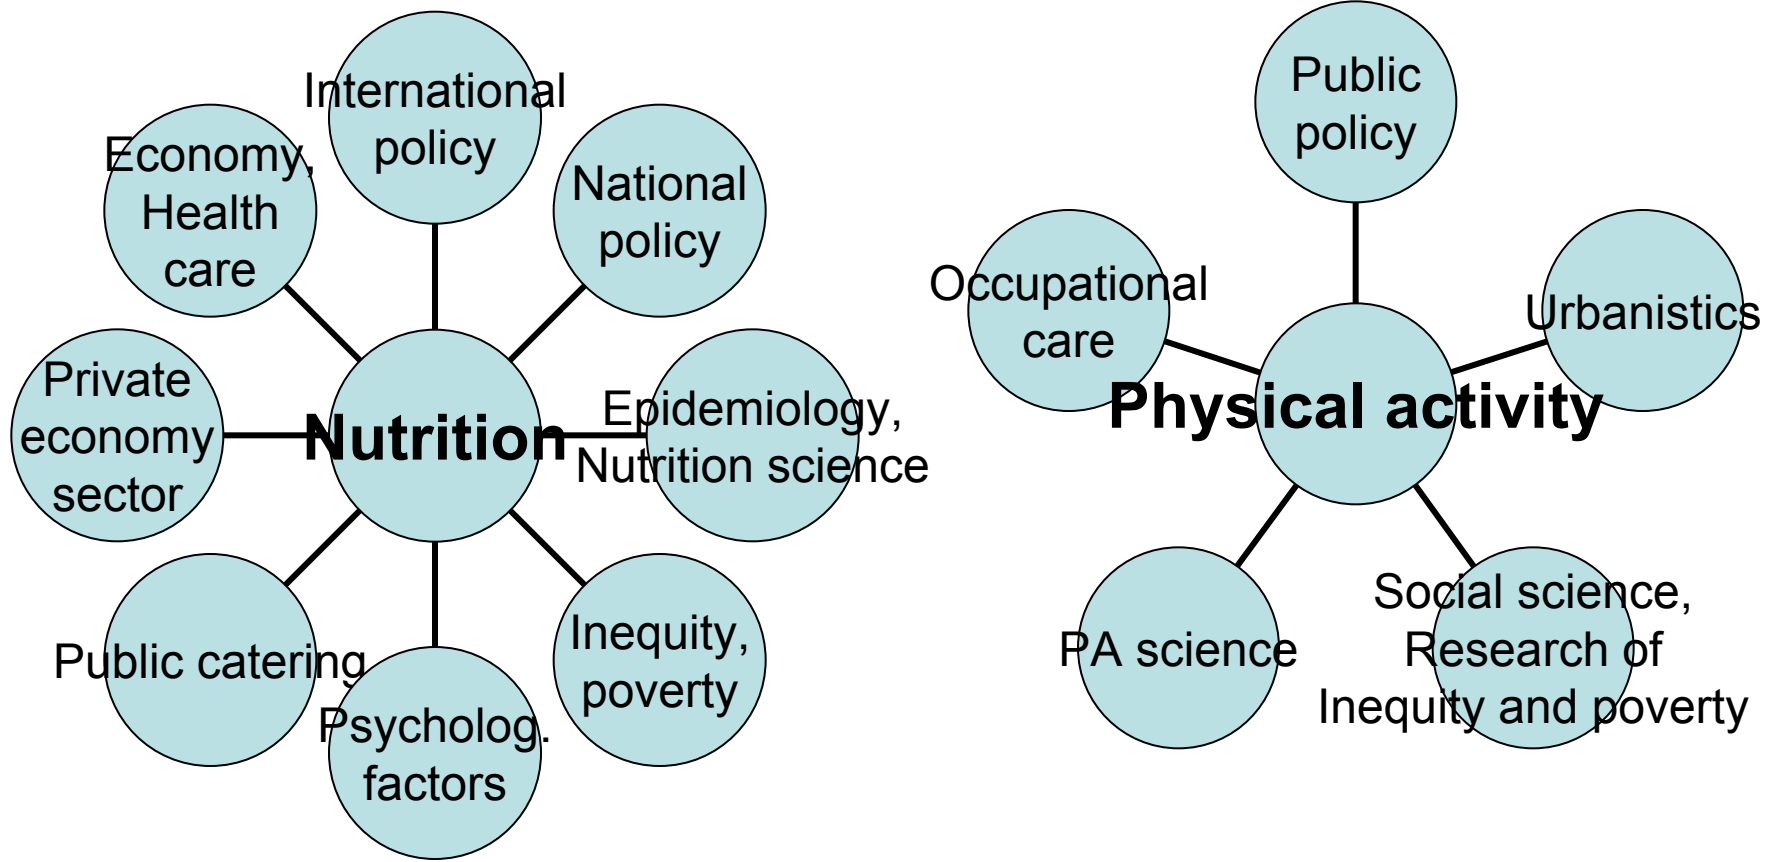 International
policy
National
policy
Epidemiology,
Nutrition science
Inequity,
poverty
Psycholog.
factors
Public catering
Private
economy
sector
Economy,
Health
care
Nutrition
Public
policy
Urbanistics
Social science,
Research of
Inequity and poverty
PA science
Occupational
care
Physical activity